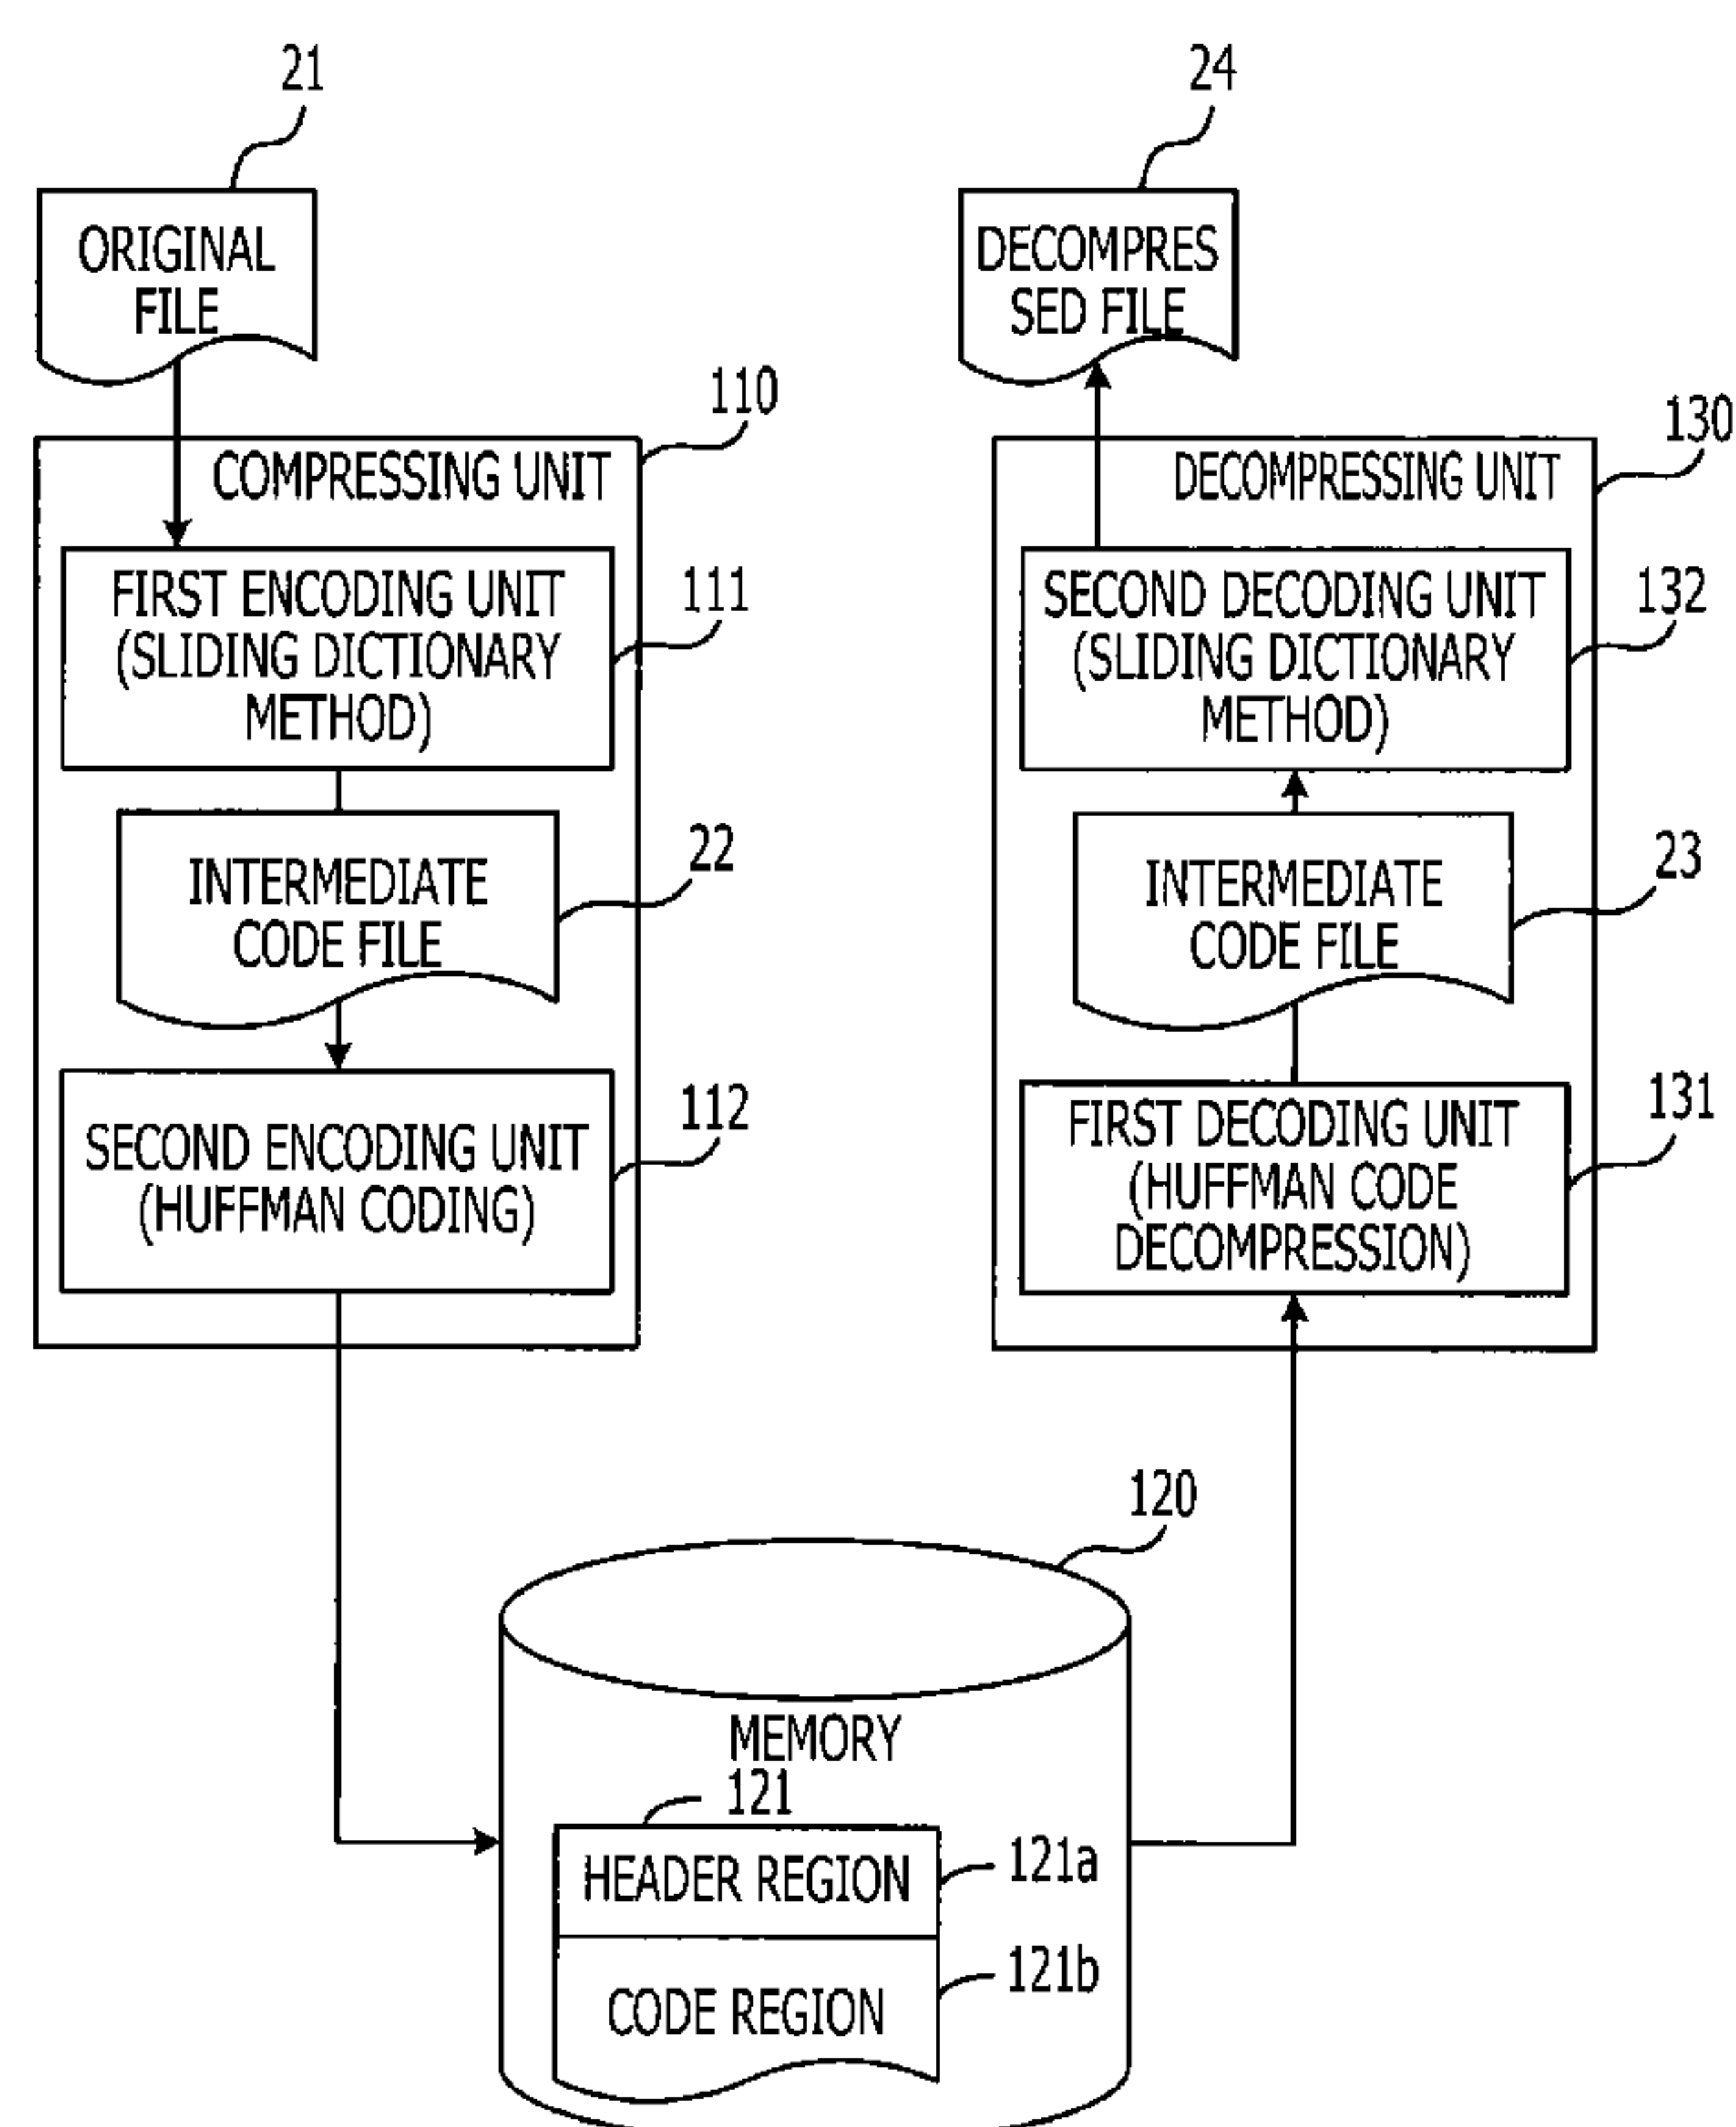 21
ORIGINAL
FILE
110
COMPRESSING UNIT
FIRST ENCODING UNIT
(SLIDING DICTIONARY
METHOD)
111
INTERMEDIATE
CODE FILE
22
SECOND ENCODING UNIT
(HUFFMAN CODING)
112
24
DECOMPRES
SED FILE
130
DECOMPRESSING UNIT
SECOND DECODING UNIT
(SLIDING DICTIONARY
METHOD)
132
INTERMEDIATE
CODE FILE
23
FIRST DECODING UNIT
(HUFFMAN CODE
DECOMPRESSION)
131
120
MEMORY
121
HEADER REGION
121a
CODE REGION
121b